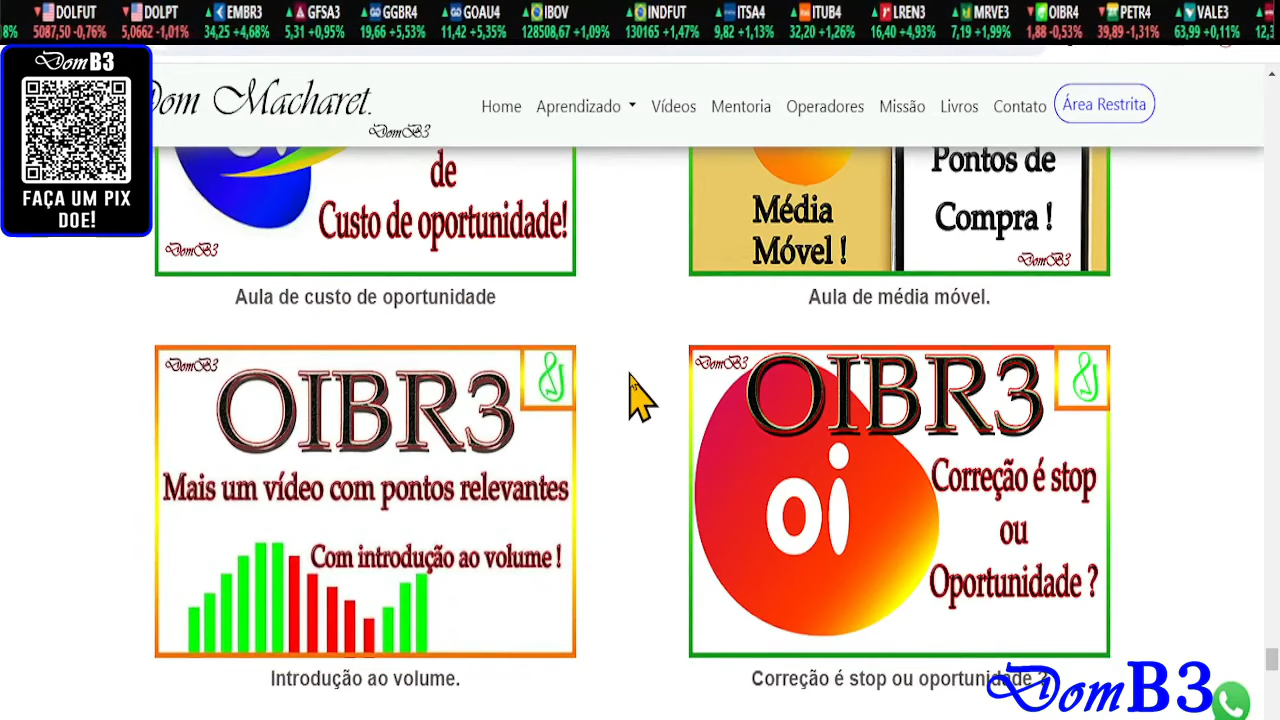 DOLFUT DOLPT EMBR3 GFSA3 GGBR4 GOAU4 IBOV INDFUT ITSA4 ITUB4 LREN3 MRVE3 OIBR4 PETR4 VALE3
8% 5087,50 -0,76% 5,0662 -1,01% 34,25 +4,68% 5,31 +0,95% 19,66 +5,53% 11,42 +5,35% 128508,67 +1,09% 130165 +1,47% 9,82 +1,13% 32,20 +1,26% 16,40 +4,93% 7,19 +1,99% 1,88 -0,53% 39,89 -1,31% 63,99 +0,11% 12,3
DomB3
FAÇA UM PIX
DOE!
Dom Macharet.
DomB3
Home Aprendizado Vídeos Mentoria Operadores Missão Livros Contato Área Restrita
de
Custo de oportunidade!
DomB3
Aula de custo de oportunidade
Média
Móvel !
Pontos de
Compra !
DomB3
Aula de média móvel.
DomB3
OIBR3
Mais um vídeo com pontos relevantes
Com introdução ao volume !
Introdução ao volume.
DomB3
OIBR3
oi
Correção é stop
ou
Oportunidade ?
Correção é stop ou oportunidade ?
DomB3